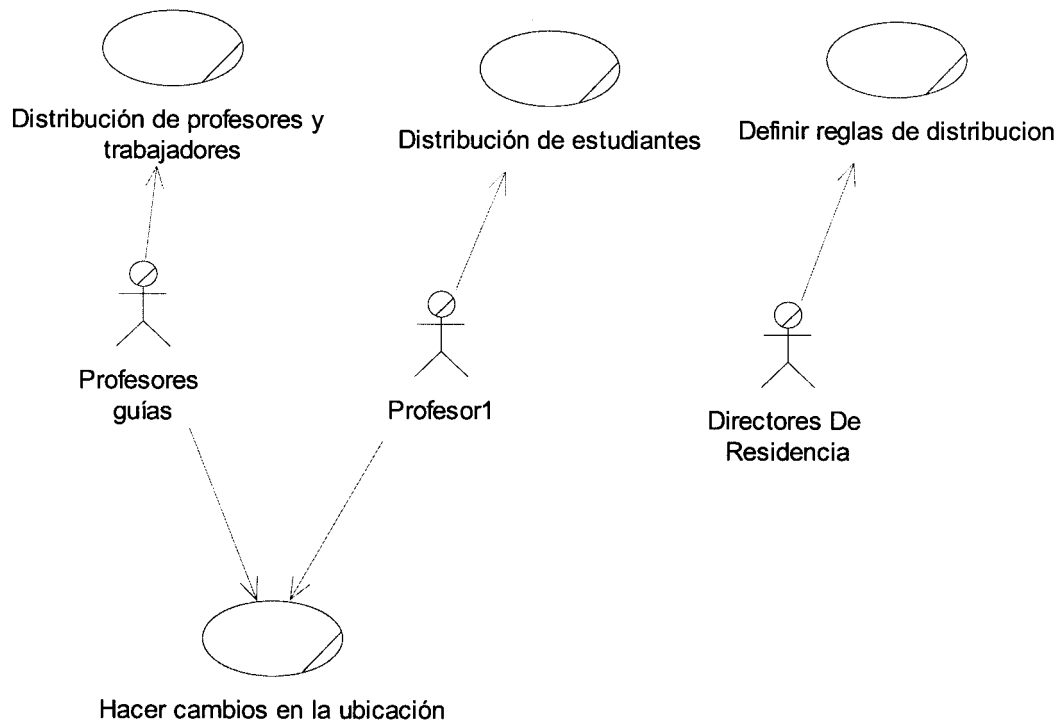 Distribución de profesores y
trabajadores
Distribución de estudiantes
Definir reglas de distribucion
Profesores
guías
Profesor1
Directores De
Residencia
Hacer cambios en la ubicación